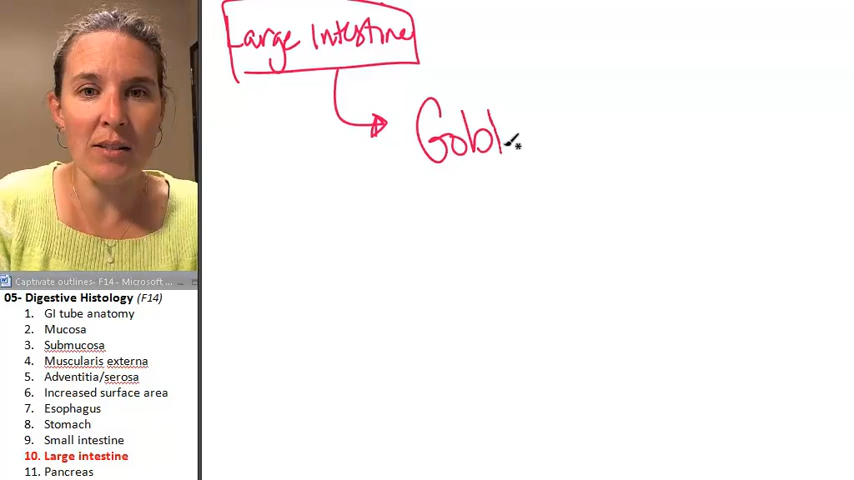 Large Intestine
Gobl
Captivate outlines- F14 - Microsoft ...
05- Digestive Histology (F14)
1. GI tube anatomy
2. Mucosa
3. Submucosa
4. Muscularis externa
5. Adventitia/serosa
6. Increased surface area
7. Esophagus
8. Stomach
9. Small intestine
10. Large intestine
11. Pancreas